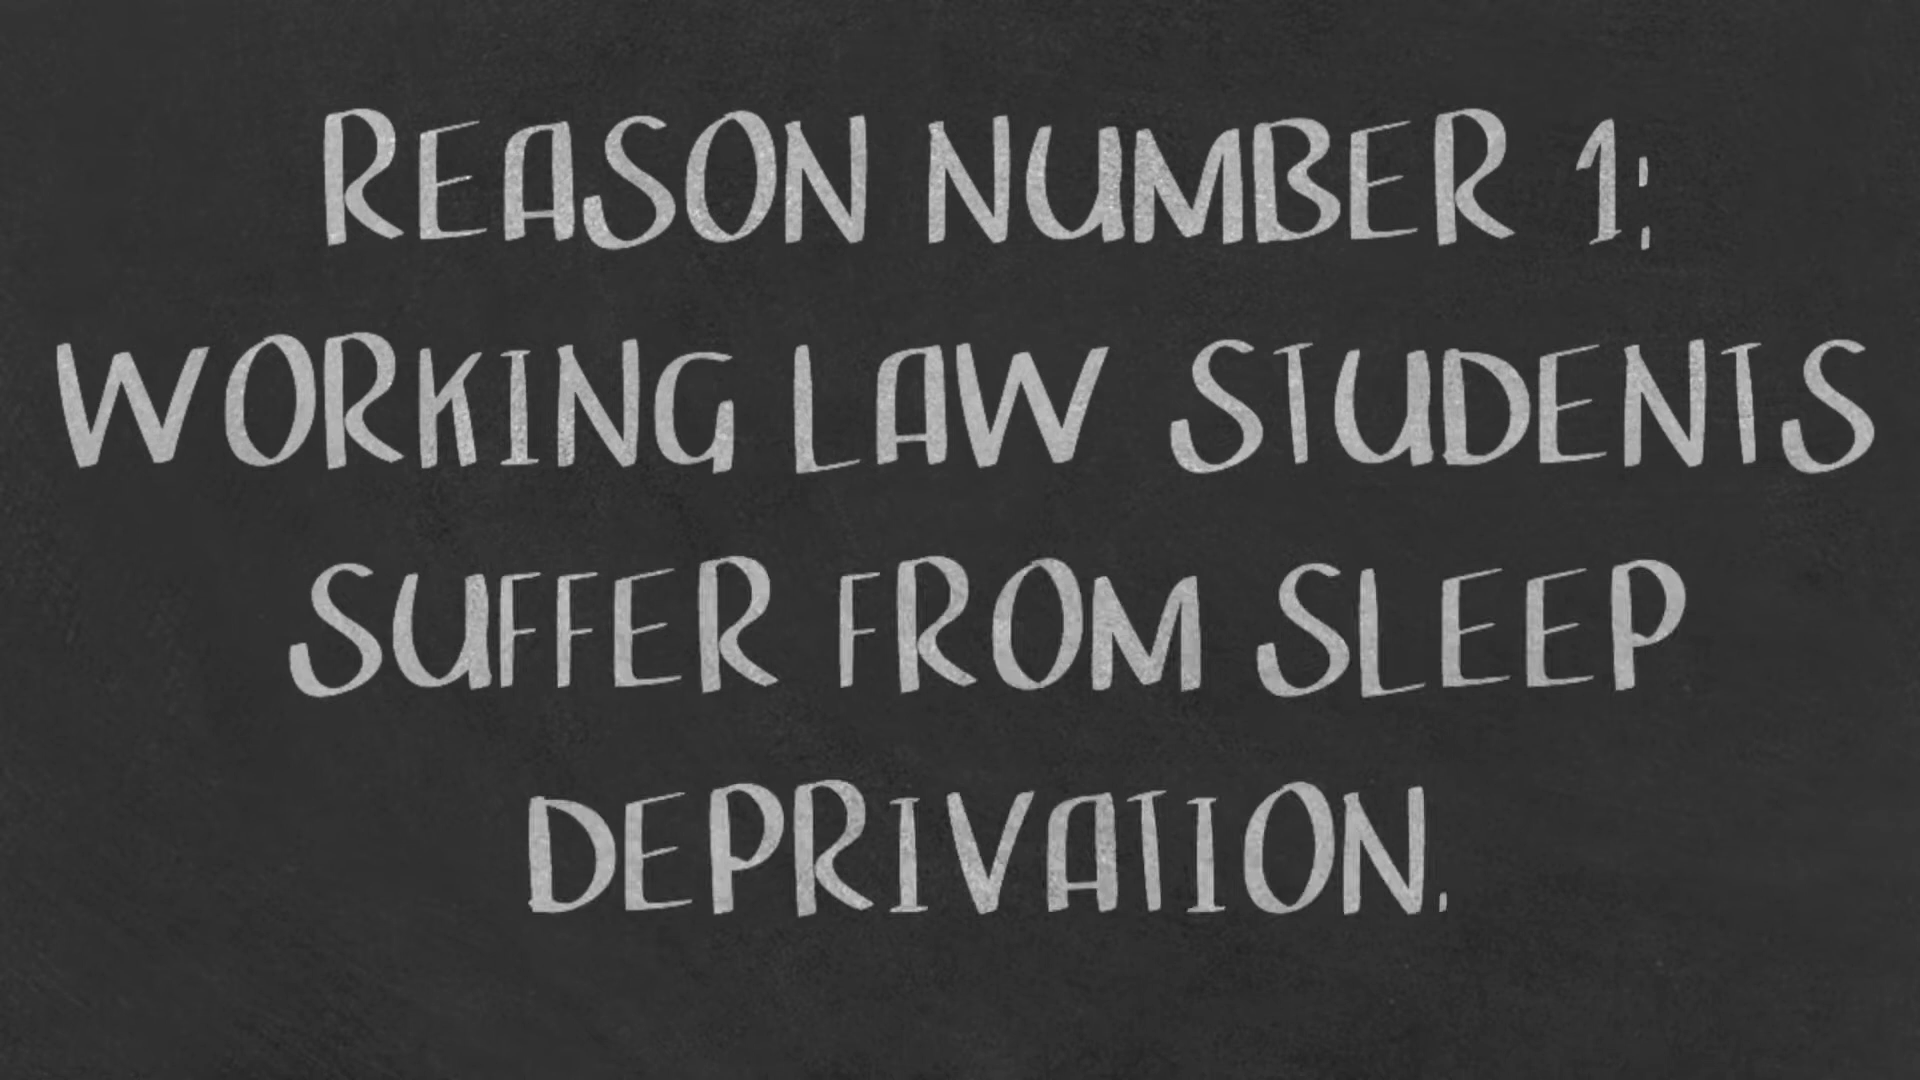 REASON NUMBER 1:
WORKING LAW STUDENTS
SUFFER FROM SLEEP
DEPRIVATION.